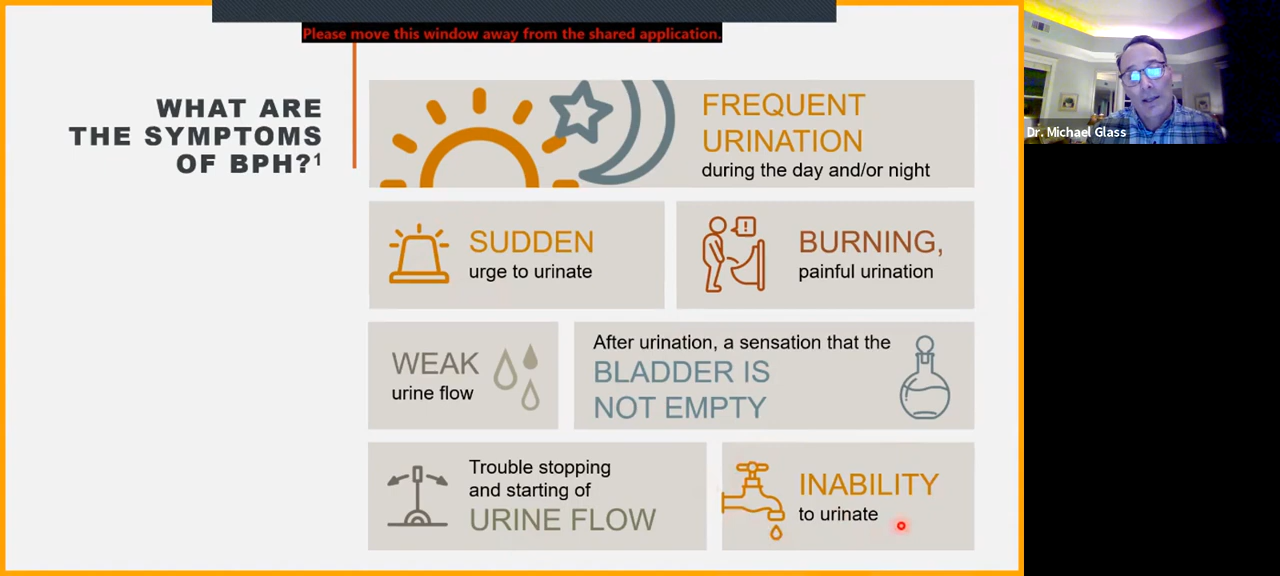 Please move this window away from the shared application.
WHAT ARE
THE SYMPTOMS
OF BPH?¹
FREQUENT
URINATION
during the day and/or night
SUDDEN
urge to urinate
!
BURNING,
painful urination
WEAK
urine flow
After urination, a sensation that the
BLADDER IS
NOT EMPTY
Trouble stopping
and starting of
URINE FLOW
INABILITY
to urinate
Dr. Michael Glass